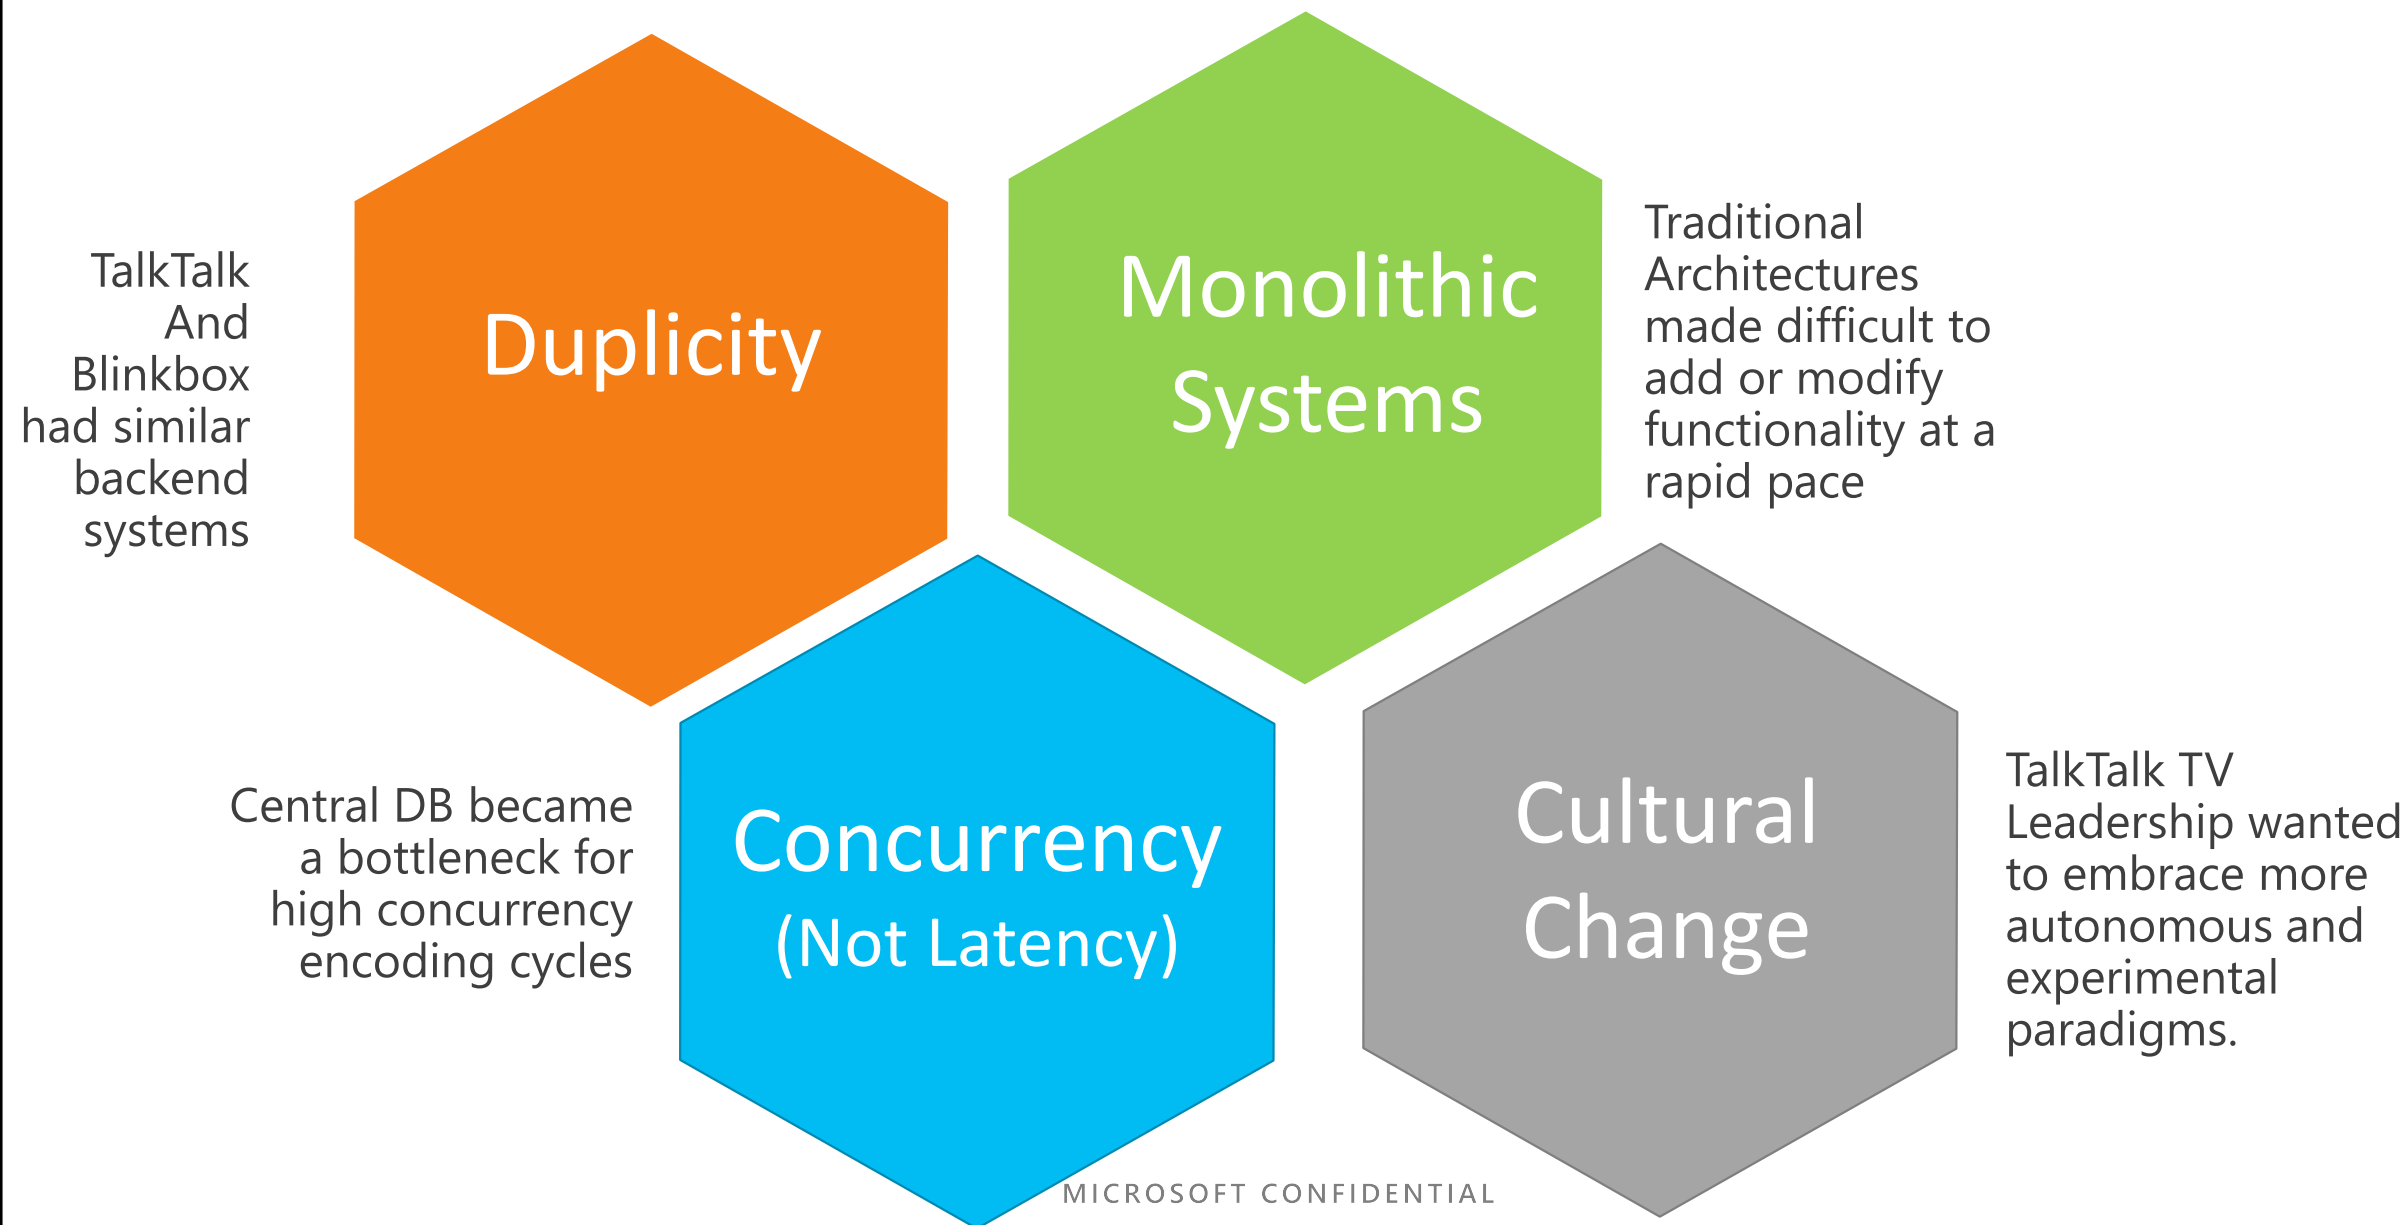 TalkTalk
And
Blinkbox
had similar
backend
systems
Duplicity
Monolithic
Systems
Traditional
Architectures
made difficult to
add or modify
functionality at a
rapid pace
Central DB became
a bottleneck for
high concurrency
encoding cycles
Concurrency
(Not Latency)
Cultural
Change
TalkTalk TV
Leadership wanted
to embrace more
autonomous and
experimental
paradigms.
MICROSOFT CONFIDENTIAL